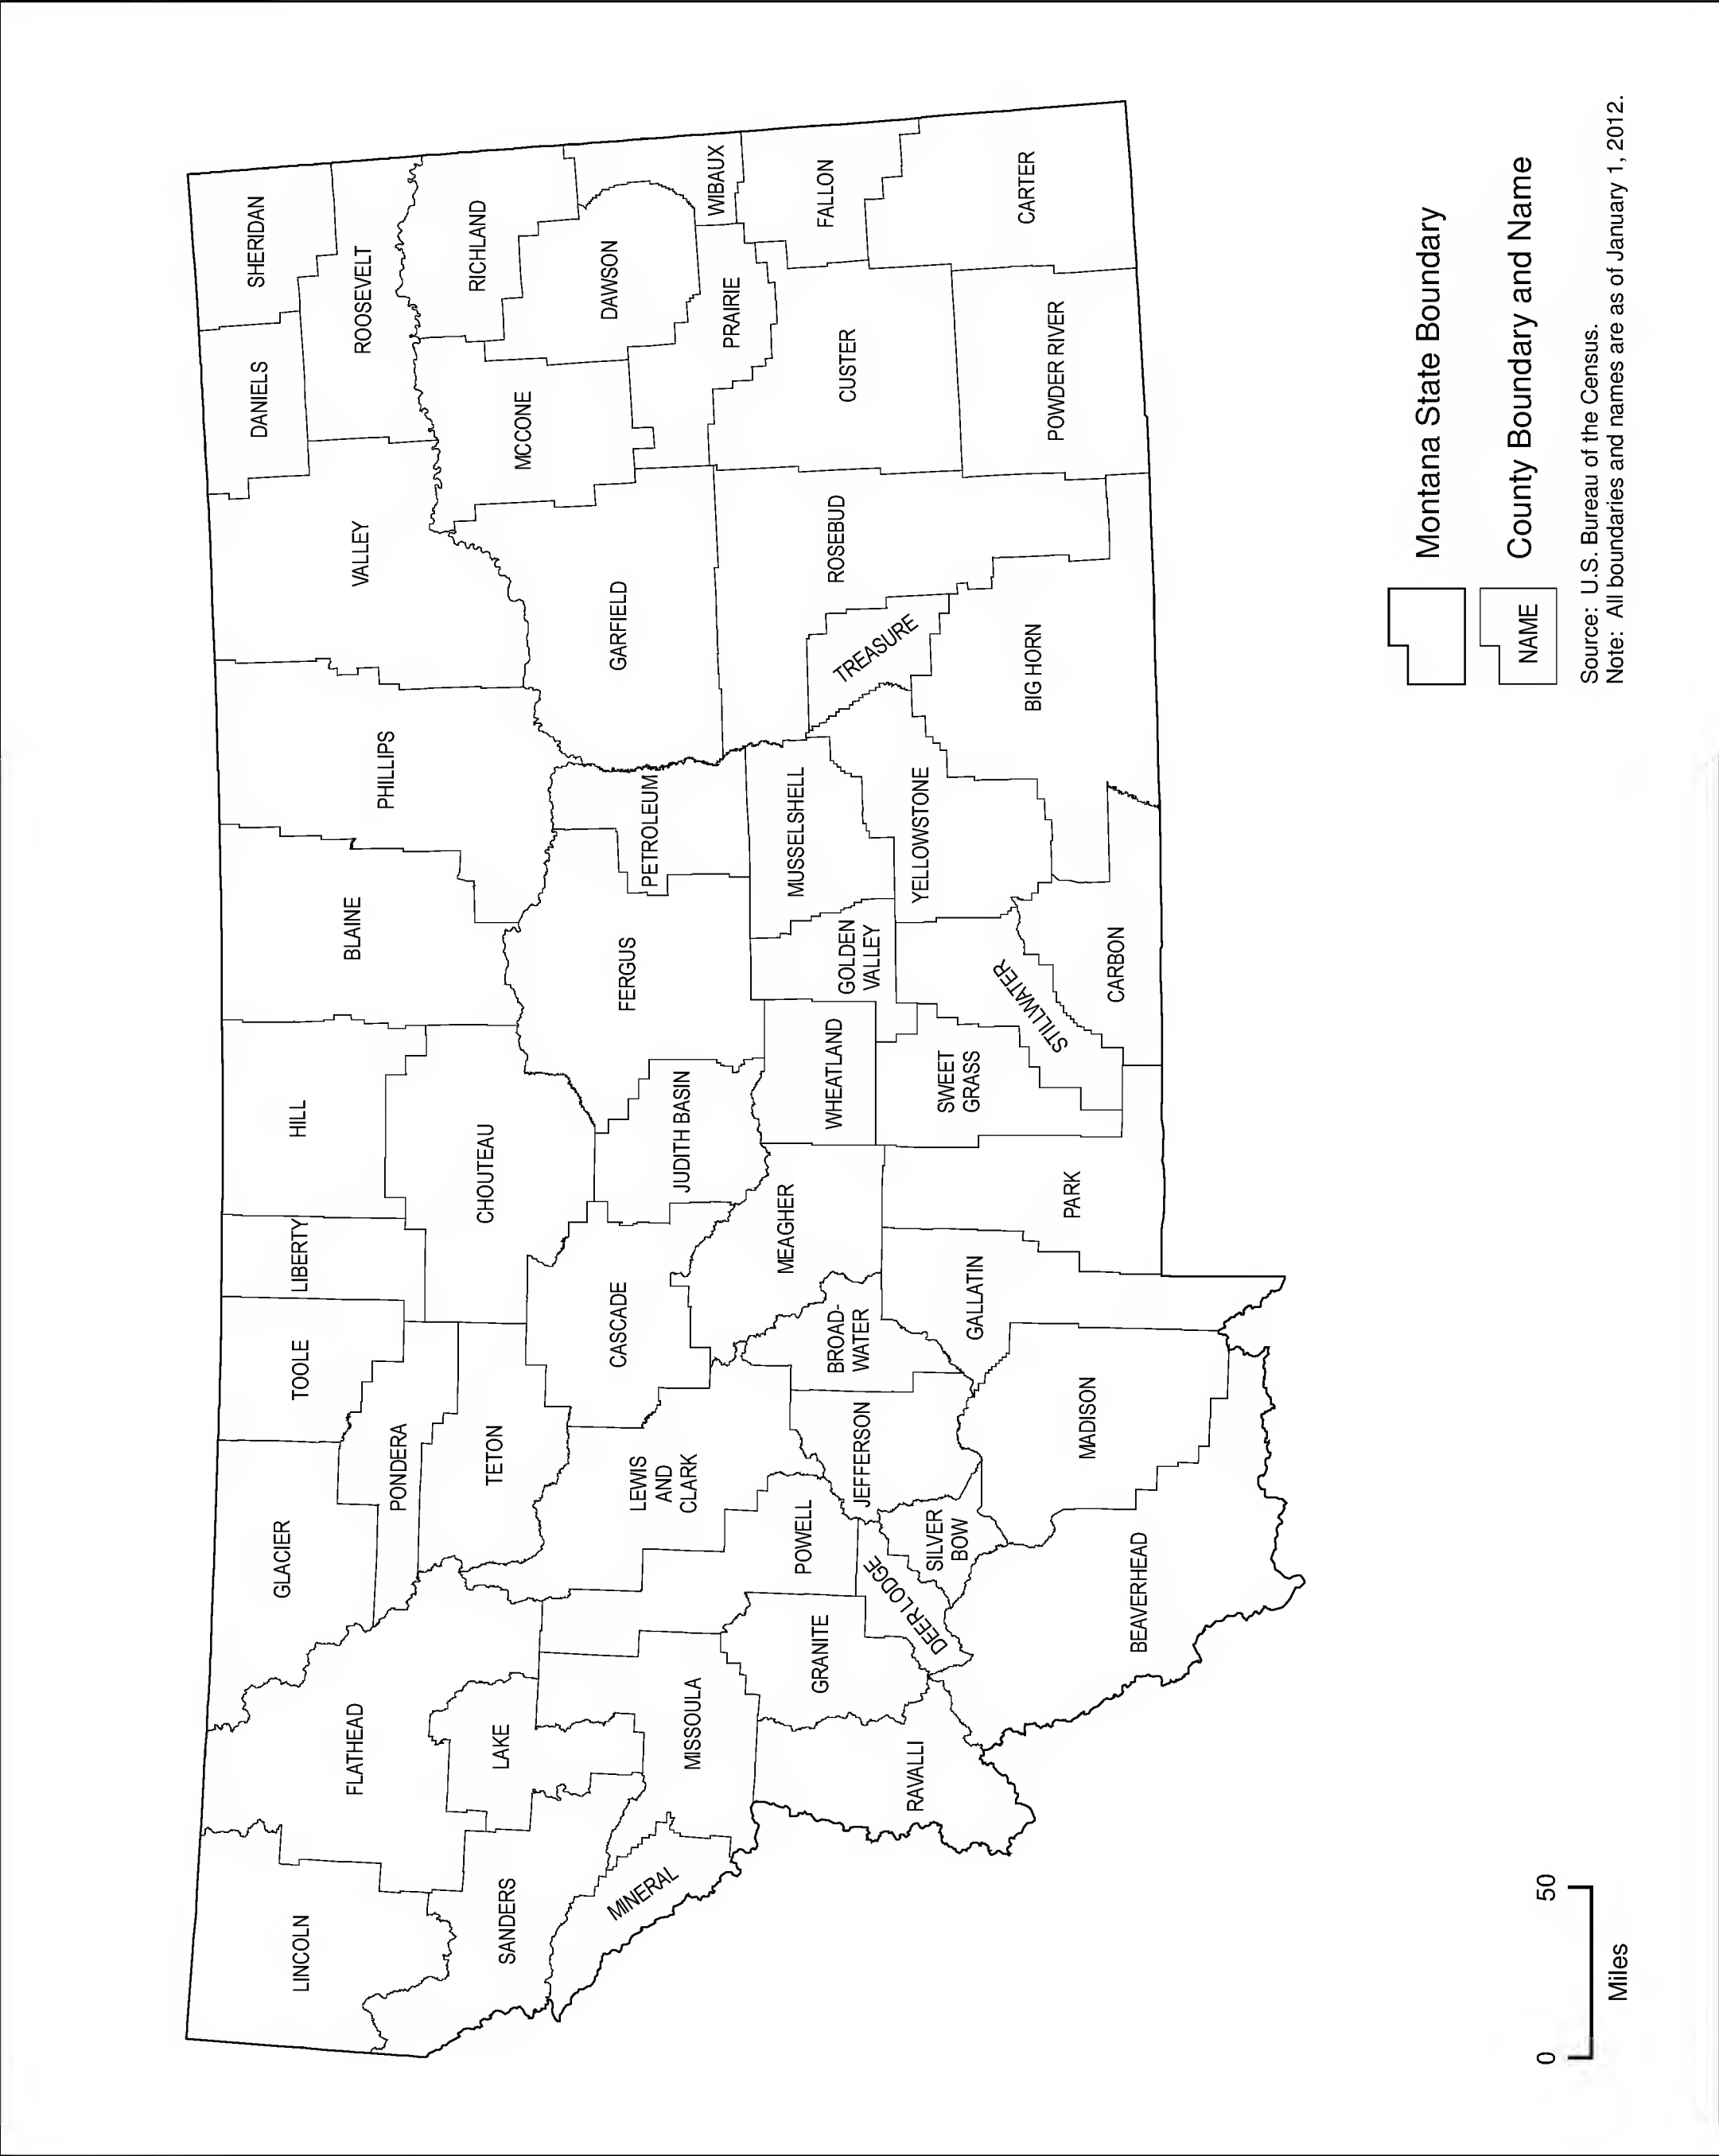 LINCOLN
FLATHEAD
GLACIER
TOOLE
LIBERTY
HILL
BLAINE
PHILLIPS
VALLEY
DANIELS
SHERIDAN
ROOSEVELT
SANDERS
LAKE
PONDERA
TETON
CHOUTEAU
RICHLAND
MCCONE
DAWSON
MINERAL
MISSOULA
LEWIS
AND
CLARK
CASCADE
JUDITH BASIN
FERGUS
PETROLEUM
GARFIELD
PRAIRIE
WIBAUX
RAVALLI
GRANITE
POWELL
DEER LODGE
SILVER
BOW
JEFFERSON
BROAD-
WATER
MEAGHER
WHEATLAND
GOLDEN
VALLEY
MUSSELSHELL
TREASURE
ROSEBUD
CUSTER
FALLON
BEAVERHEAD
MADISON
GALLATIN
PARK
SWEET
GRASS
STILLWATER
CARBON
YELLOWSTONE
BIG HORN
POWDER RIVER
CARTER
0 50
Miles
Montana State Boundary
NAME County Boundary and Name
Source: U.S. Bureau of the Census.
Note: All boundaries and names are as of January 1, 2012.